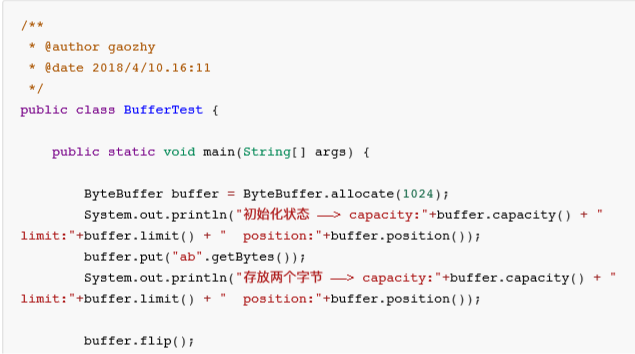 /**
 * @author gaozhy
 * @date 2018/4/10.16:11
 */
public class BufferTest {
    public static void main(String[] args) {
        ByteBuffer buffer = ByteBuffer.allocate(1024);
        System.out.println("初始化状态 ——> capacity:"+buffer.capacity() + "
limit:"+buffer.limit() + "  position:"+buffer.position());
        buffer.put("ab".getBytes());
        System.out.println("存放两个字节 ——> capacity:"+buffer.capacity() + "
limit:"+buffer.limit() + "  position:"+buffer.position());
        buffer.flip();